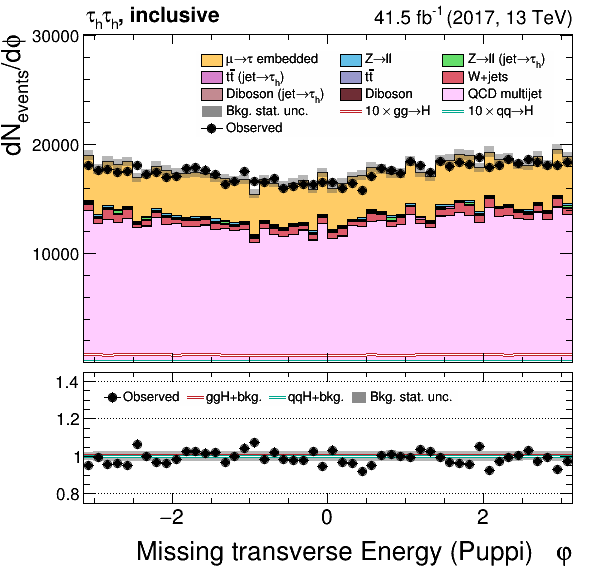 τₕτₕ, inclusive 41.5 fb⁻¹ (2017, 13 TeV)
dN_events/dϕ
30000
μ→τ embedded Z→ll Z→ll (jet→τₕ)
tt̄ (jet→τₕ) tt̄ W+jets
Diboson (jet→τₕ) Diboson QCD multijet
Bkg. stat. unc. 10 × gg→H 10 × qq→H
Observed
20000
10000
1.4
Observed ggH+bkg. qqH+bkg. Bkg. stat. unc.
1.2
1
0.8
−2 0 2
Missing transverse Energy (Puppi) φ